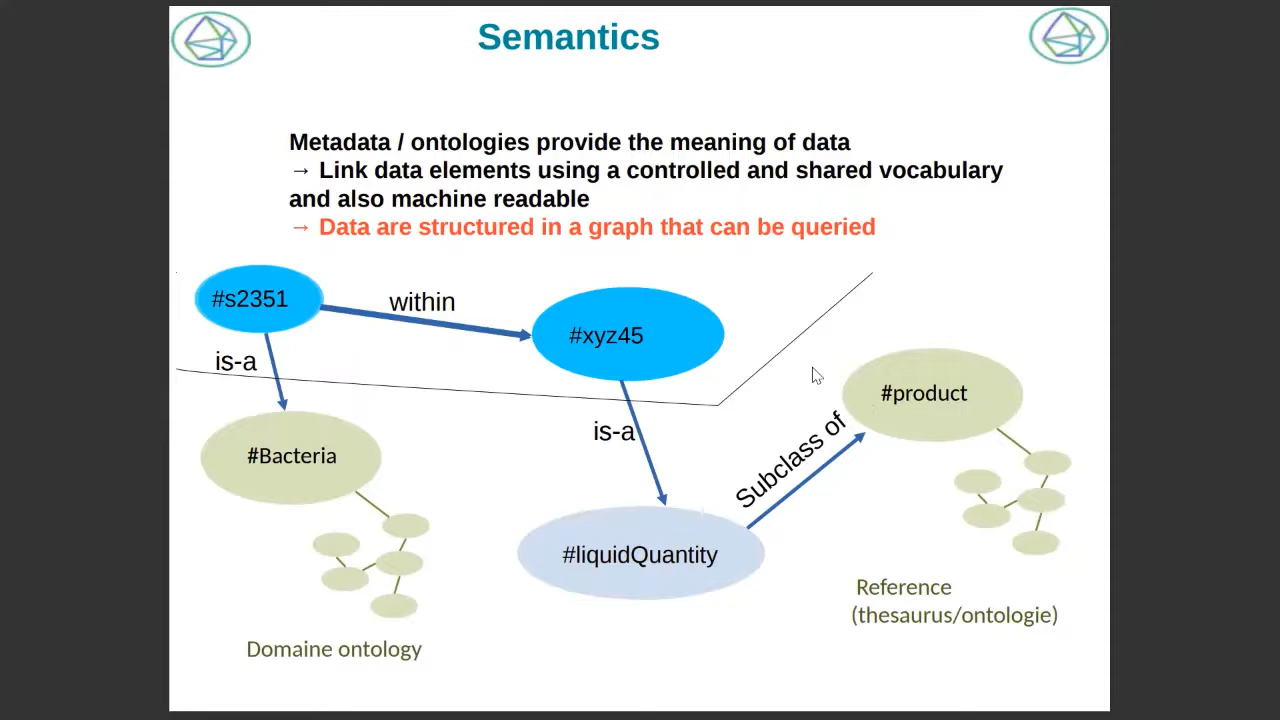 Semantics
Metadata / ontologies provide the meaning of data
→ Link data elements using a controlled and shared vocabulary
and also machine readable
→ Data are structured in a graph that can be queried
#s2351
within
#xyz45
is-a
#product
is-a
Subclass of
#Bacteria
#liquidQuantity
Reference
(thesaurus/ontologie)
Domaine ontology